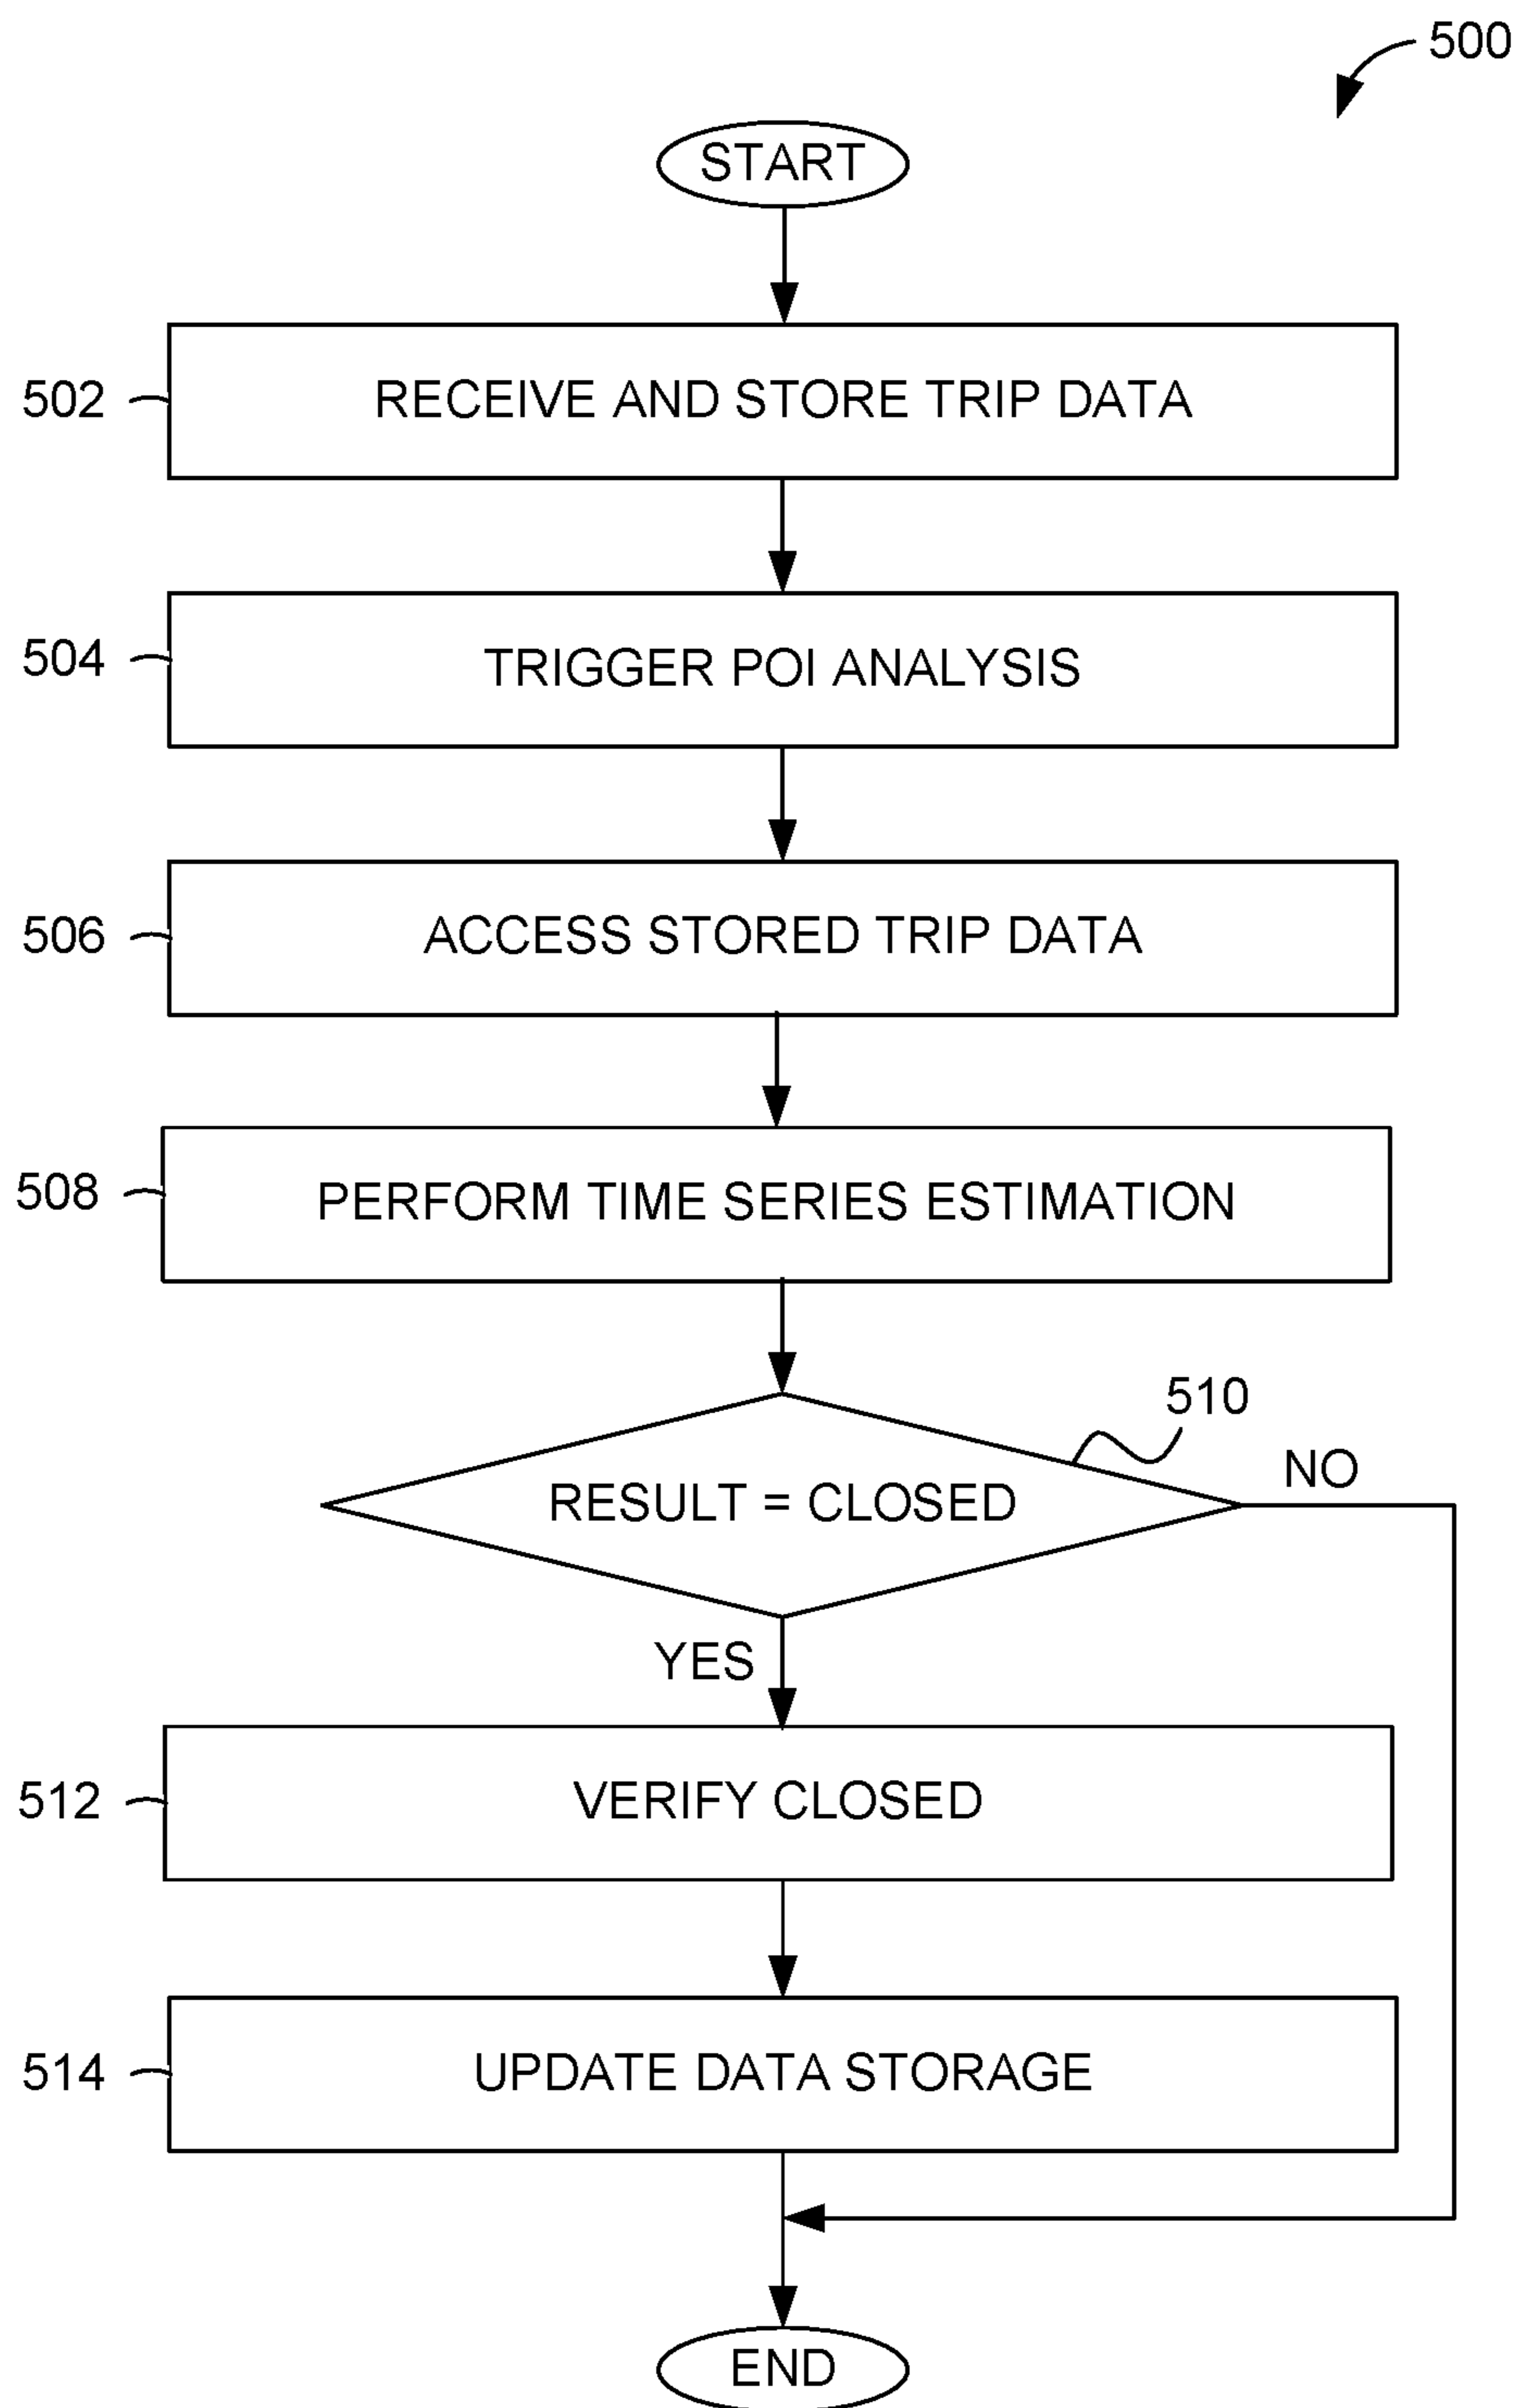 500
START
502
RECEIVE AND STORE TRIP DATA
504
TRIGGER POI ANALYSIS
506
ACCESS STORED TRIP DATA
508
PERFORM TIME SERIES ESTIMATION
510
RESULT = CLOSED
NO
YES
512
VERIFY CLOSED
514
UPDATE DATA STORAGE
END